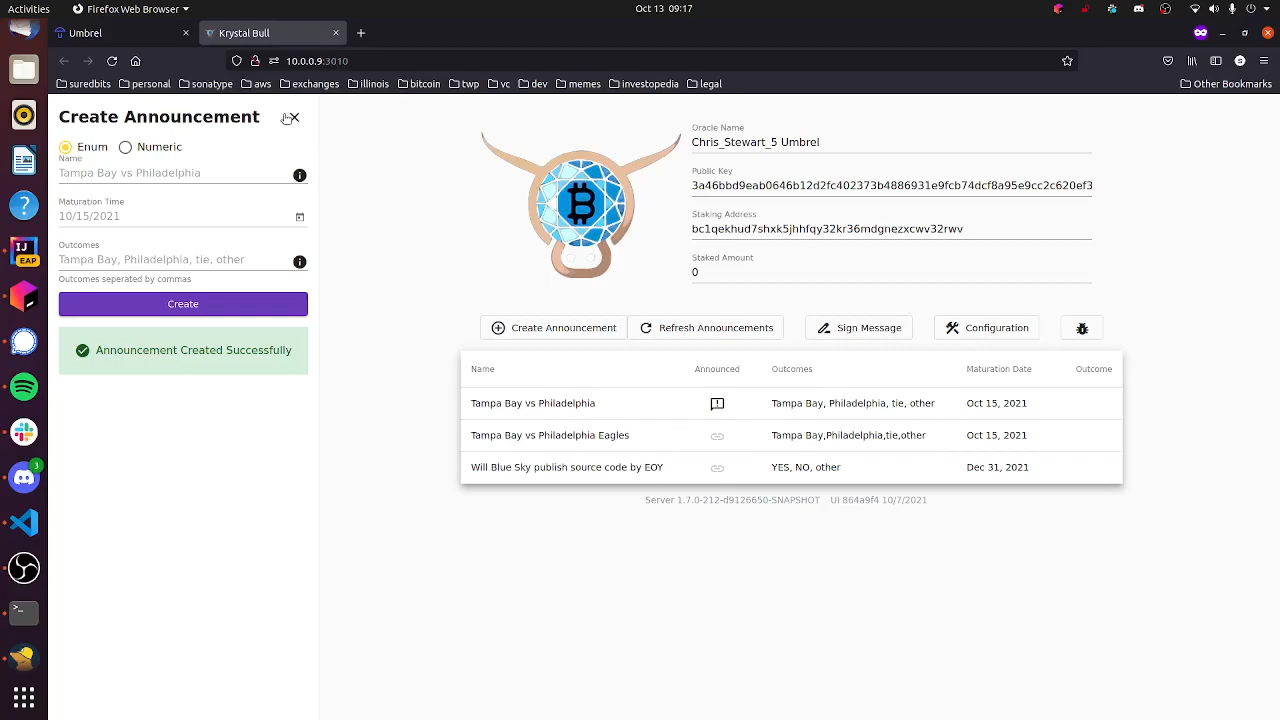 Activities
Firefox Web Browser
Oct 13 09:17
Umbrel
Krystal Bull
10.0.0.9:3010
suredbits
personal
sonatype
aws
exchanges
illinois
bitcoin
twp
vc
dev
memes
investopedia
legal
Other Bookmarks
Create Announcement
Enum
Numeric
Name
Tampa Bay vs Philadelphia
Maturation Time
10/15/2021
Outcomes
Tampa Bay, Philadelphia, tie, other
Outcomes seperated by commas
Create
Announcement Created Successfully
IJ
EAP
3
Oracle Name
Chris_Stewart_5 Umbrel
Public Key
3a46bbd9eab0646b12d2fc402373b4886931e9fcb74dcf8a95e9cc2c620ef3
Staking Address
bc1qekhud7shxk5jhhfqy32kr36mdgnezxcwv32rwv
Staked Amount
0
Create Announcement
Refresh Announcements
Sign Message
Configuration
Name Announced Outcomes Maturation Date Outcome
Tampa Bay vs Philadelphia Tampa Bay, Philadelphia, tie, other Oct 15, 2021
Tampa Bay vs Philadelphia Eagles Tampa Bay,Philadelphia,tie,other Oct 15, 2021
Will Blue Sky publish source code by EOY YES, NO, other Dec 31, 2021
Server 1.7.0-212-d9126650-SNAPSHOT UI 864a9f4 10/7/2021